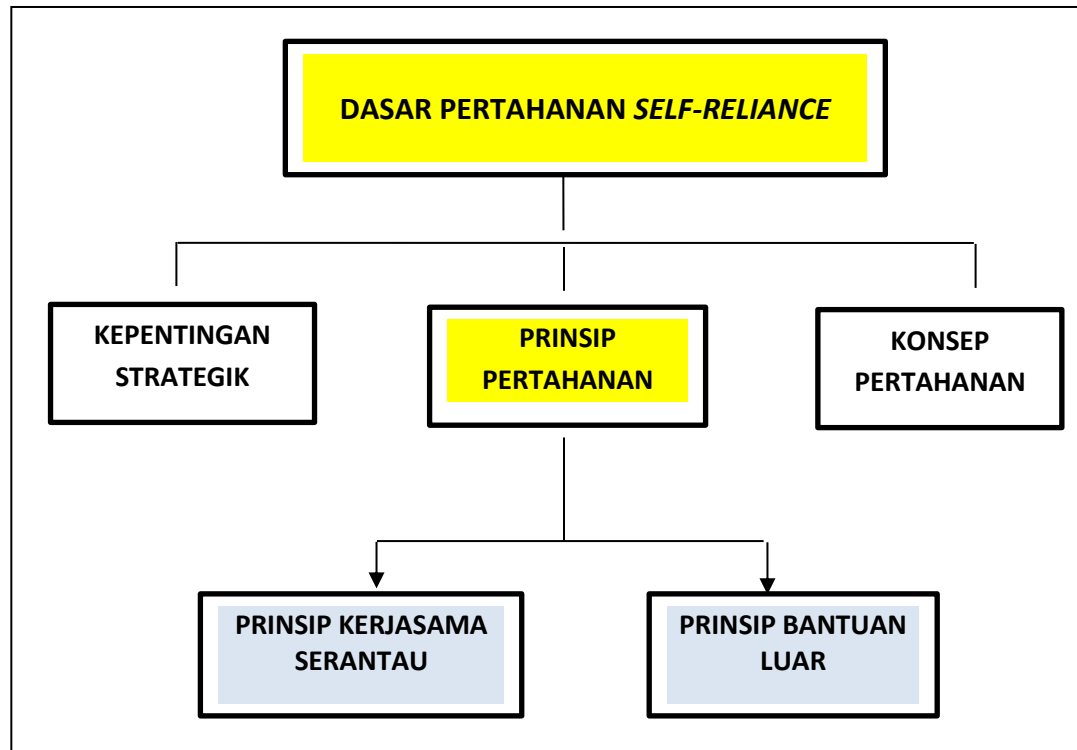 DASAR PERTAHANAN SELF-RELIANCE
KEPENTINGAN
STRATEGIK
PRINSIP
PERTAHANAN
KONSEP
PERTAHANAN
PRINSIP KERJASAMA
SERANTAU
PRINSIP BANTUAN
LUAR